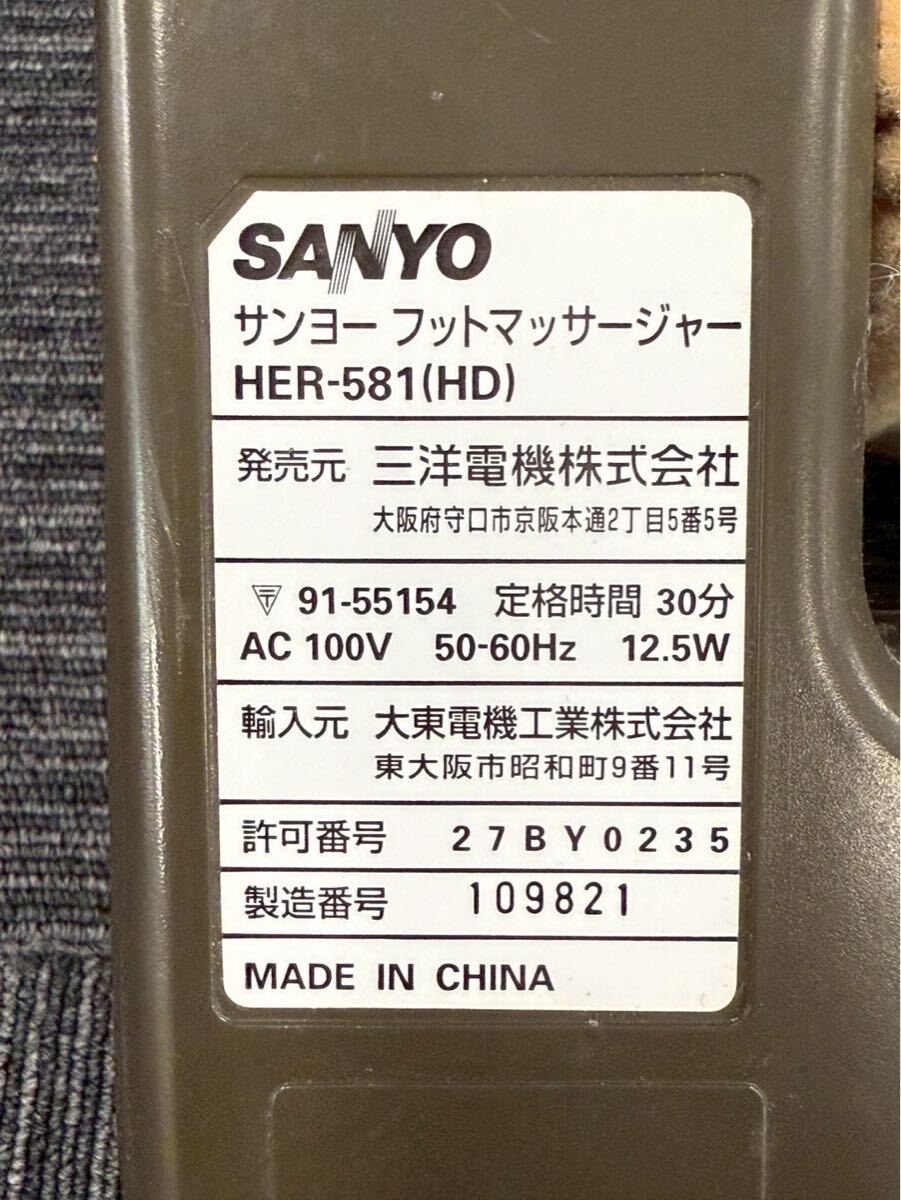 SANYO
サンヨー フットマッサージャー
HER-581(HD)
発売元 三洋電機株式会社
大阪府守口市京阪本通2丁目5番5号
〒 91-55154 定格時間 30分
AC 100V 50-60Hz 12.5W
輸入元 大東電機工業株式会社
東大阪市昭和町9番11号
許可番号 27BY0235
製造番号 109821
MADE IN CHINA